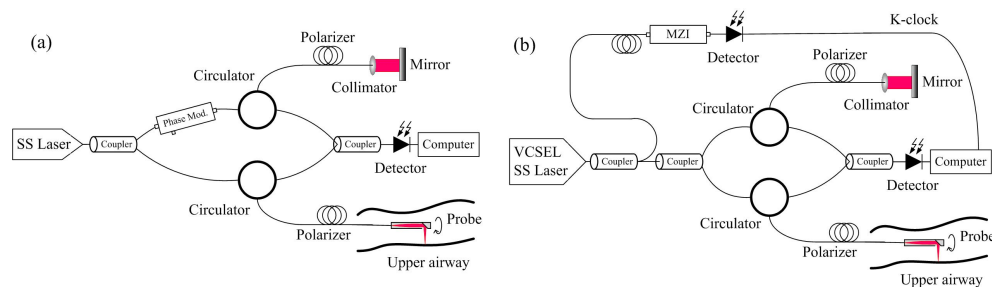 (a)
Polarizer
Circulator
Mirror
Collimator
Phase Mod.
SS Laser
Coupler
Coupler
Computer
Detector
Circulator
Polarizer
Probe
Upper airway
(b)
MZI
K-clock
Detector
Polarizer
Circulator
Mirror
Collimator
VCSEL
SS Laser
Coupler
Coupler
Coupler
Computer
Detector
Circulator
Polarizer
Probe
Upper airway